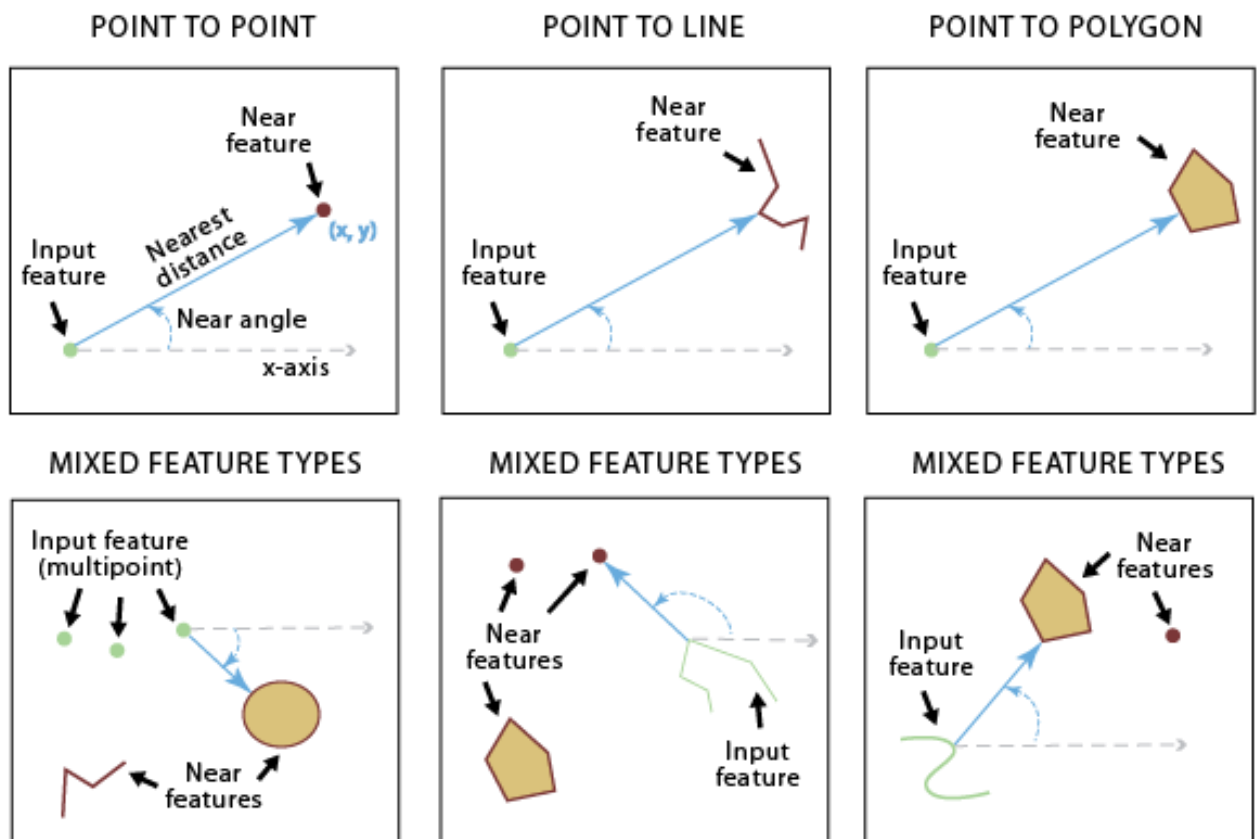 POINT TO POINT
Near
feature
(x, y)
Nearest
distance
Input
feature
Near angle
x-axis
POINT TO LINE
Near
feature
Input
feature
POINT TO POLYGON
Near
feature
Input
feature
MIXED FEATURE TYPES
Input feature
(multipoint)
Near
features
MIXED FEATURE TYPES
Near
features
Input
feature
MIXED FEATURE TYPES
Near
features
Input
feature